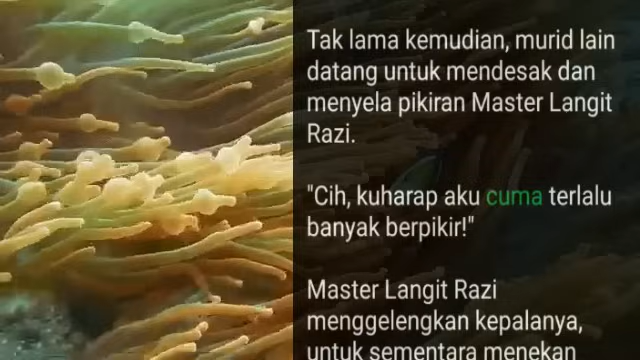 Tak lama kemudian, murid lain
datang untuk mendesak dan
menyela pikiran Master Langit
Razi.
"Cih, kuharap aku cuma terlalu
banyak berpikir!"
Master Langit Razi
menggelengkan kepalanya,
untuk sementara menekan